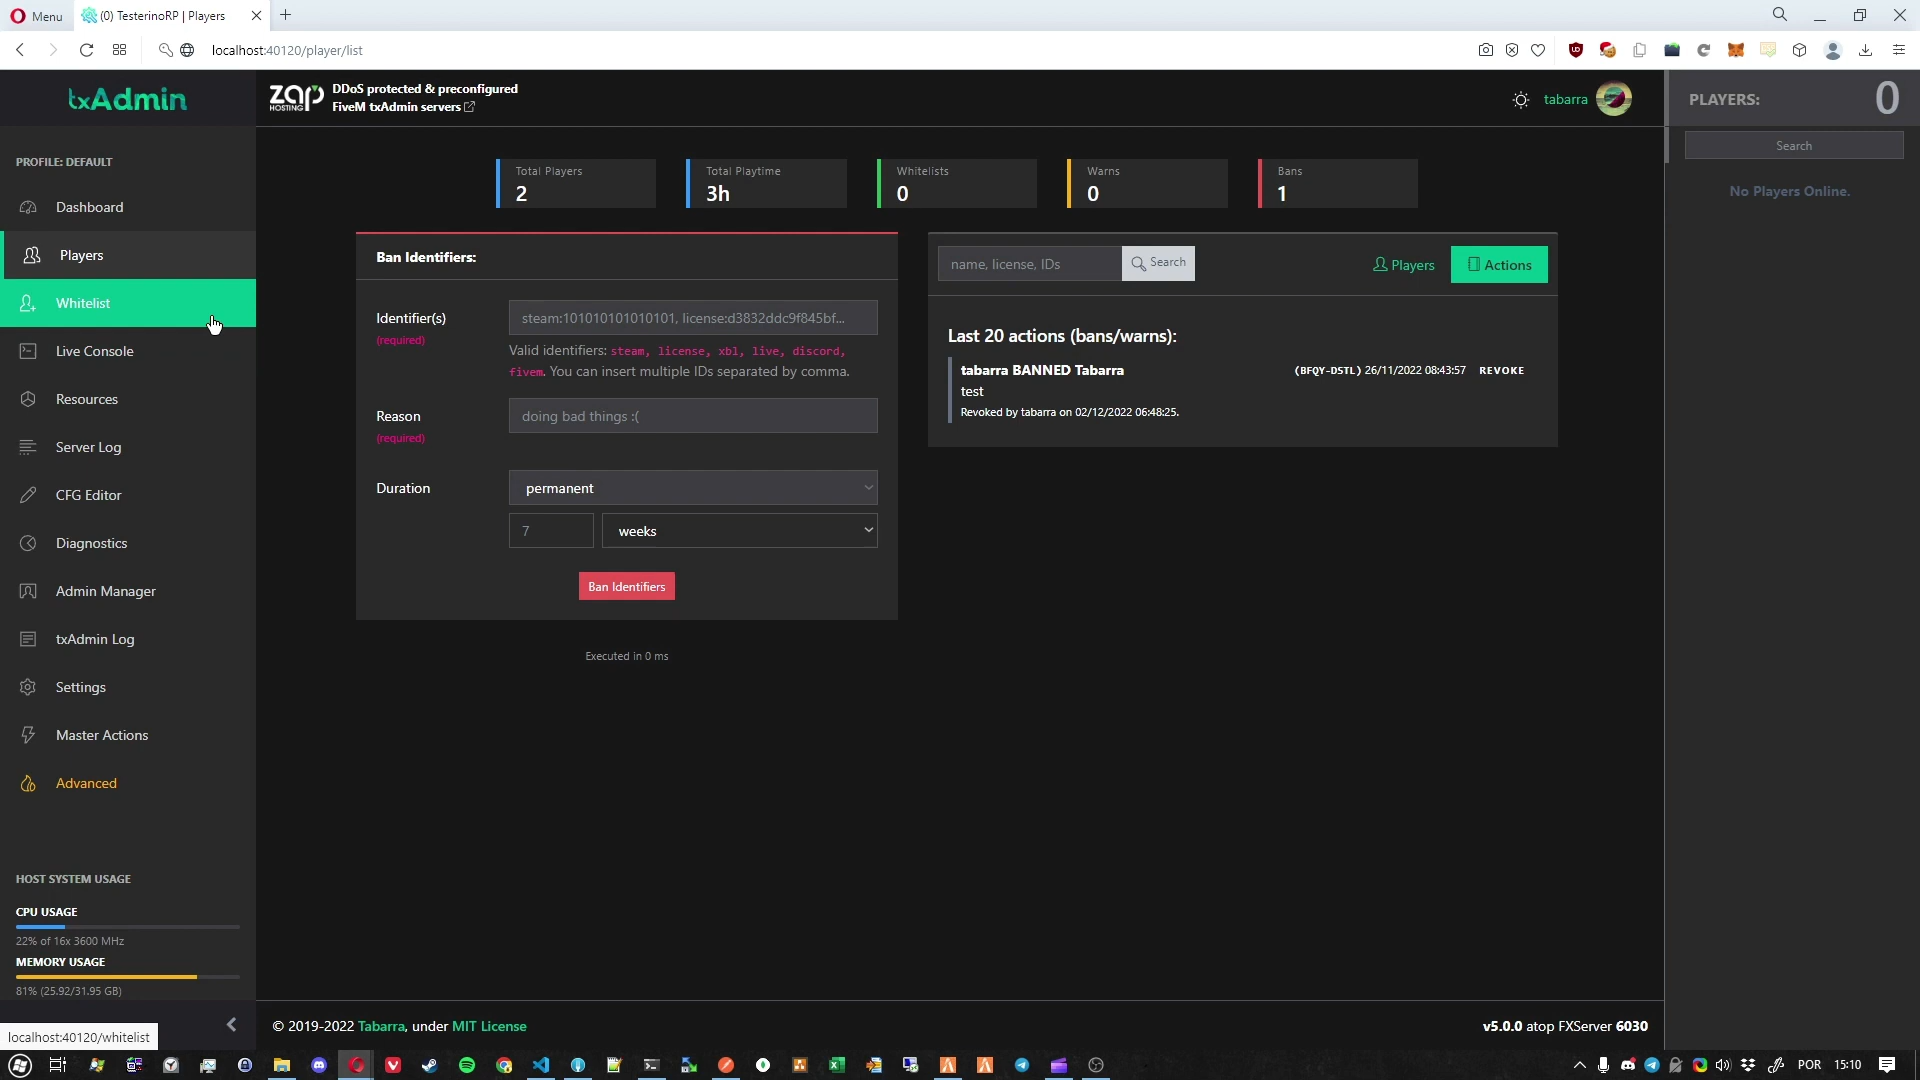 Menu
(0) TesterinoRP | Players
localhost:40120/player/list
txAdmin
ZAP HOSTING
DDoS protected & preconfigured
FiveM txAdmin servers
tabarra
PLAYERS:
0
Search
No Players Online.
PROFILE: DEFAULT
Dashboard
Players
Whitelist
Live Console
Resources
Server Log
CFG Editor
Diagnostics
Admin Manager
txAdmin Log
Settings
Master Actions
Advanced
HOST SYSTEM USAGE
CPU USAGE
22% of 16x 3600 MHz
MEMORY USAGE
81% (25.92/31.95 GB)
localhost:40120/whitelist
Total Players
2
Total Playtime
3h
Whitelists
0
Warns
0
Bans
1
Ban Identifiers:
Identifier(s)
(required)
steam:101010101010101, license:d3832ddc9f845bf...
Valid identifiers: steam, license, xbl, live, discord,
fivem. You can insert multiple IDs separated by comma.
Reason
(required)
doing bad things :(
Duration
permanent
7
weeks
Ban Identifiers
Executed in 0 ms
name, license, IDs
Search
Players
Actions
Last 20 actions (bans/warns):
tabarra BANNED Tabarra
(BFQY-DSTL) 26/11/2022 08:43:57 REVOKE
test
Revoked by tabarra on 02/12/2022 06:48:25.
© 2019-2022 Tabarra, under MIT License
v5.0.0 atop FXServer 6030
POR
15:10